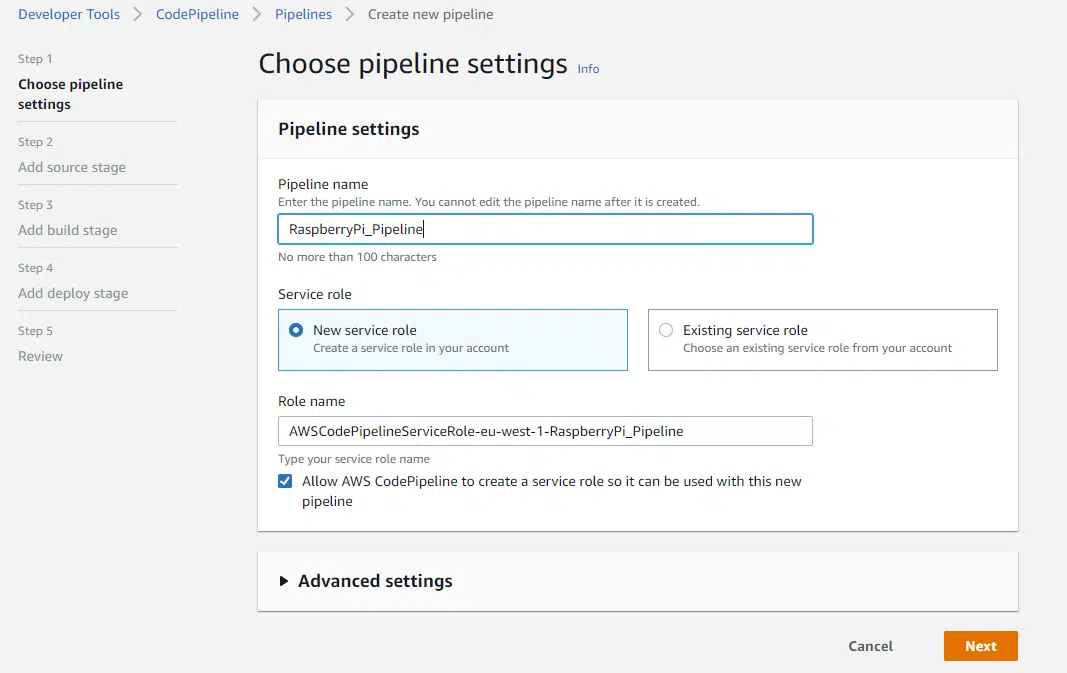 Developer Tools > CodePipeline > Pipelines > Create new pipeline
Step 1
Choose pipeline
settings
Step 2
Add source stage
Step 3
Add build stage
Step 4
Add deploy stage
Step 5
Review
Choose pipeline settings Info
Pipeline settings
Pipeline name
Enter the pipeline name. You cannot edit the pipeline name after it is created.
RaspberryPi_Pipeline
No more than 100 characters
Service role
New service role
Create a service role in your account
Existing service role
Choose an existing service role from your account
Role name
AWSCodePipelineServiceRole-eu-west-1-RaspberryPi_Pipeline
Type your service role name
Allow AWS CodePipeline to create a service role so it can be used with this new
pipeline
Advanced settings
Cancel
Next